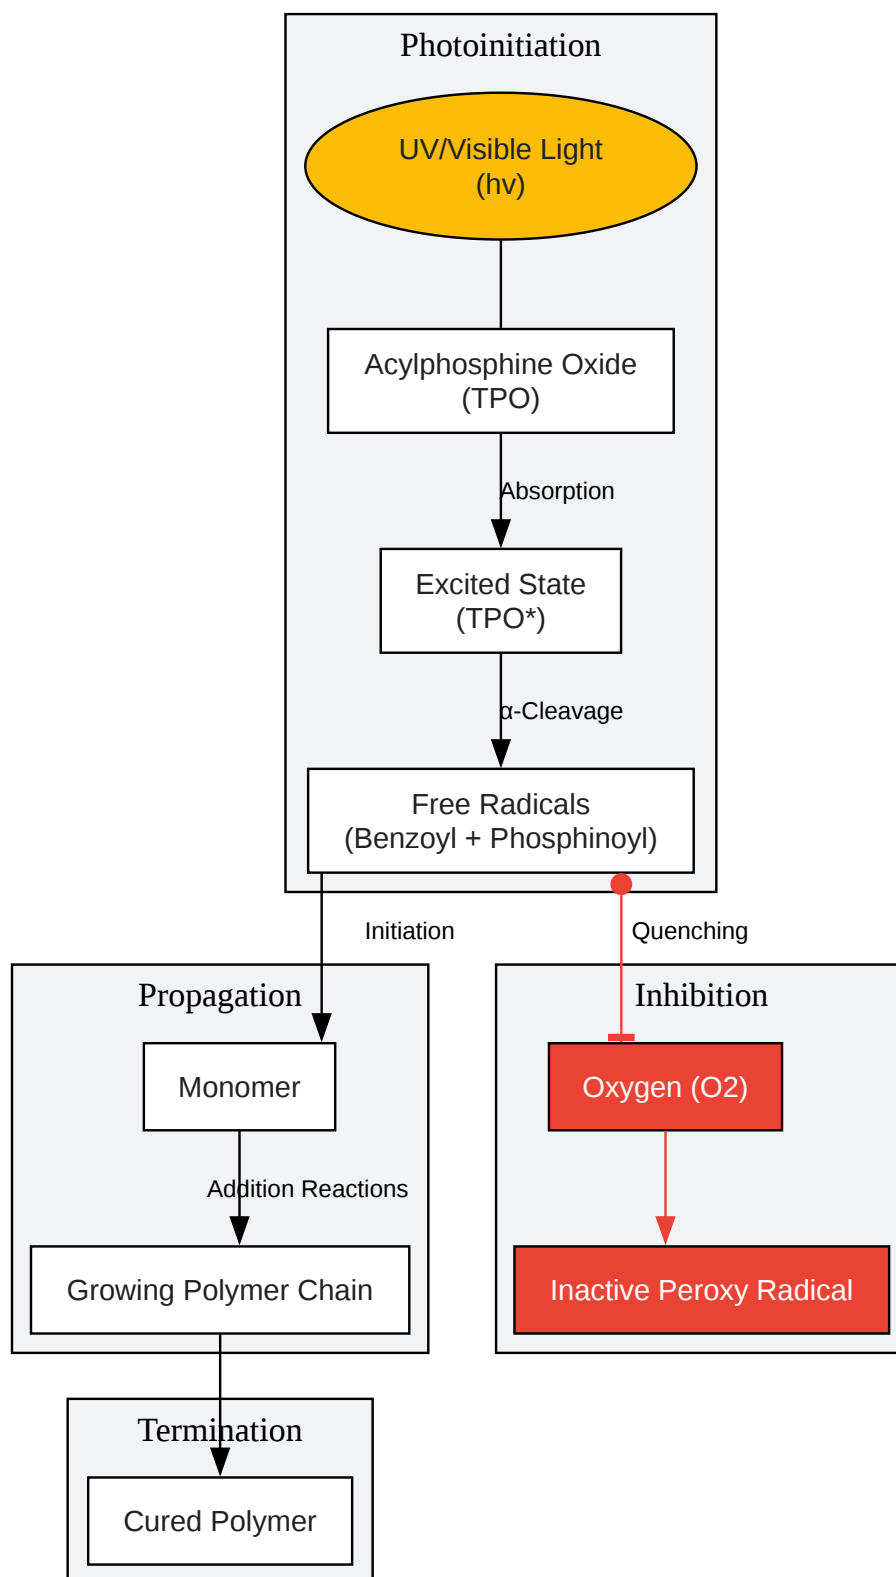 Photoinitiation
UV/Visible Light
(hv)
Acylphosphine Oxide
(TPO)
Absorption
Excited State
(TPO*)
α-Cleavage
Free Radicals
(Benzoyl + Phosphinoyl)
Initiation
Quenching
Propagation
Inhibition
Monomer
Oxygen (O2)
Addition Reactions
Growing Polymer Chain
Inactive Peroxy Radical
Termination
Cured Polymer